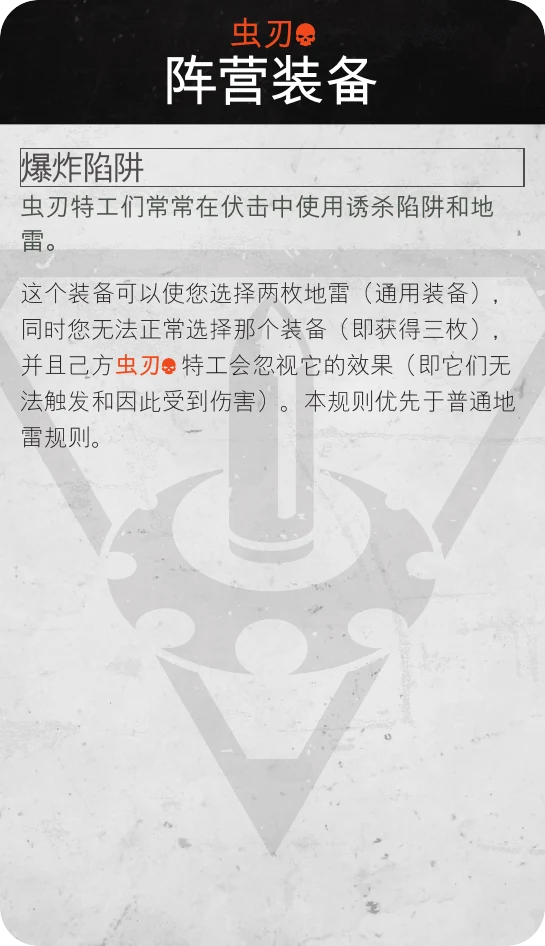 虫刃
阵营装备
爆炸陷阱
虫刃特工们常常在伏击中使用诱杀陷阱和地
雷。
这个装备可以使您选择两枚地雷（通用装备），
同时您无法正常选择那个装备（即获得三枚），
并且己方虫刃特工会忽视它的效果（即它们无
法触发和因此受到伤害）。本规则优先于普通地
雷规则。